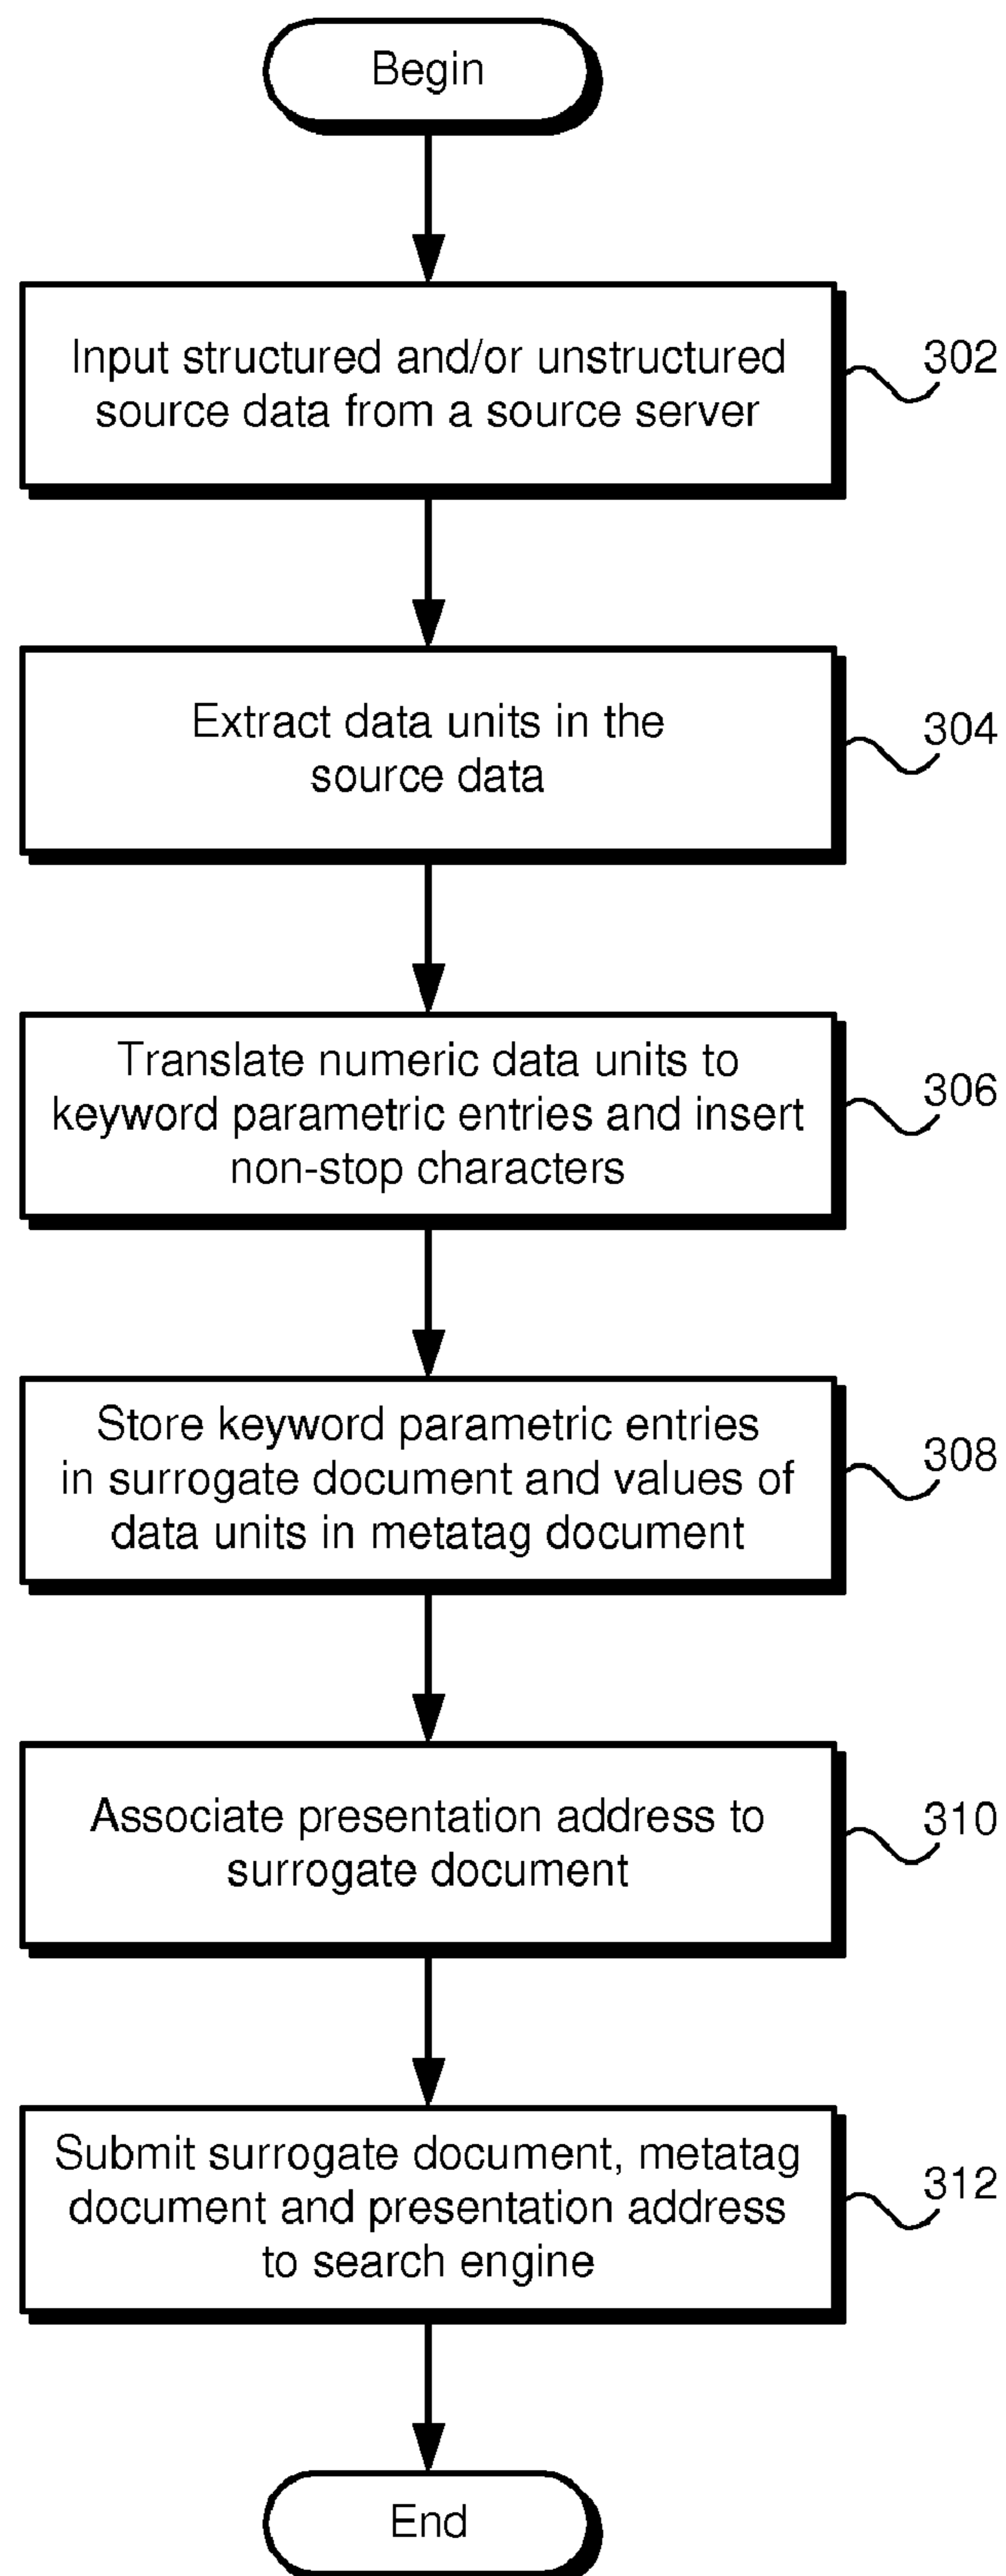 Begin
Input structured and/or unstructured
source data from a source server
302
Extract data units in the
source data
304
Translate numeric data units to
keyword parametric entries and insert
non-stop characters
306
Store keyword parametric entries
in surrogate document and values of
data units in metatag document
308
Associate presentation address to
surrogate document
310
Submit surrogate document, metatag
document and presentation address
to search engine
312
End